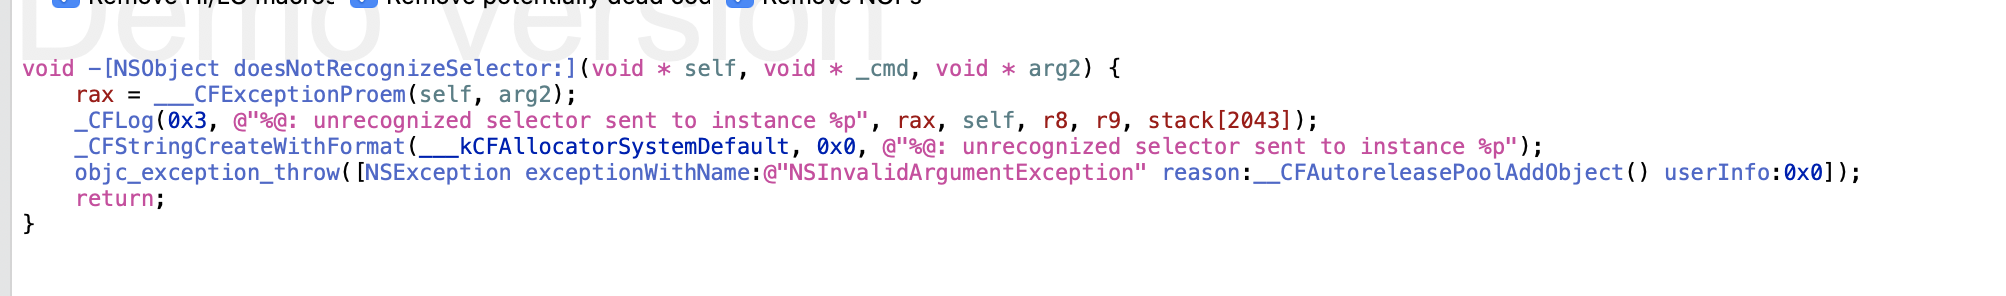 Remove HI/LO macros Remove potentially dead code Remove NOPs
Demo Version
void -[NSObject doesNotRecognizeSelector:](void * self, void * _cmd, void * arg2) {
    rax = ___CFExceptionProem(self, arg2);
    _CFLog(0x3, @"%@: unrecognized selector sent to instance %p", rax, self, r8, r9, stack[2043]);
    _CFStringCreateWithFormat(___kCFAllocatorSystemDefault, 0x0, @"%@: unrecognized selector sent to instance %p");
    objc_exception_throw([NSException exceptionWithName:@"NSInvalidArgumentException" reason:__CFAutoreleasePoolAddObject() userInfo:0x0]);
    return;
}